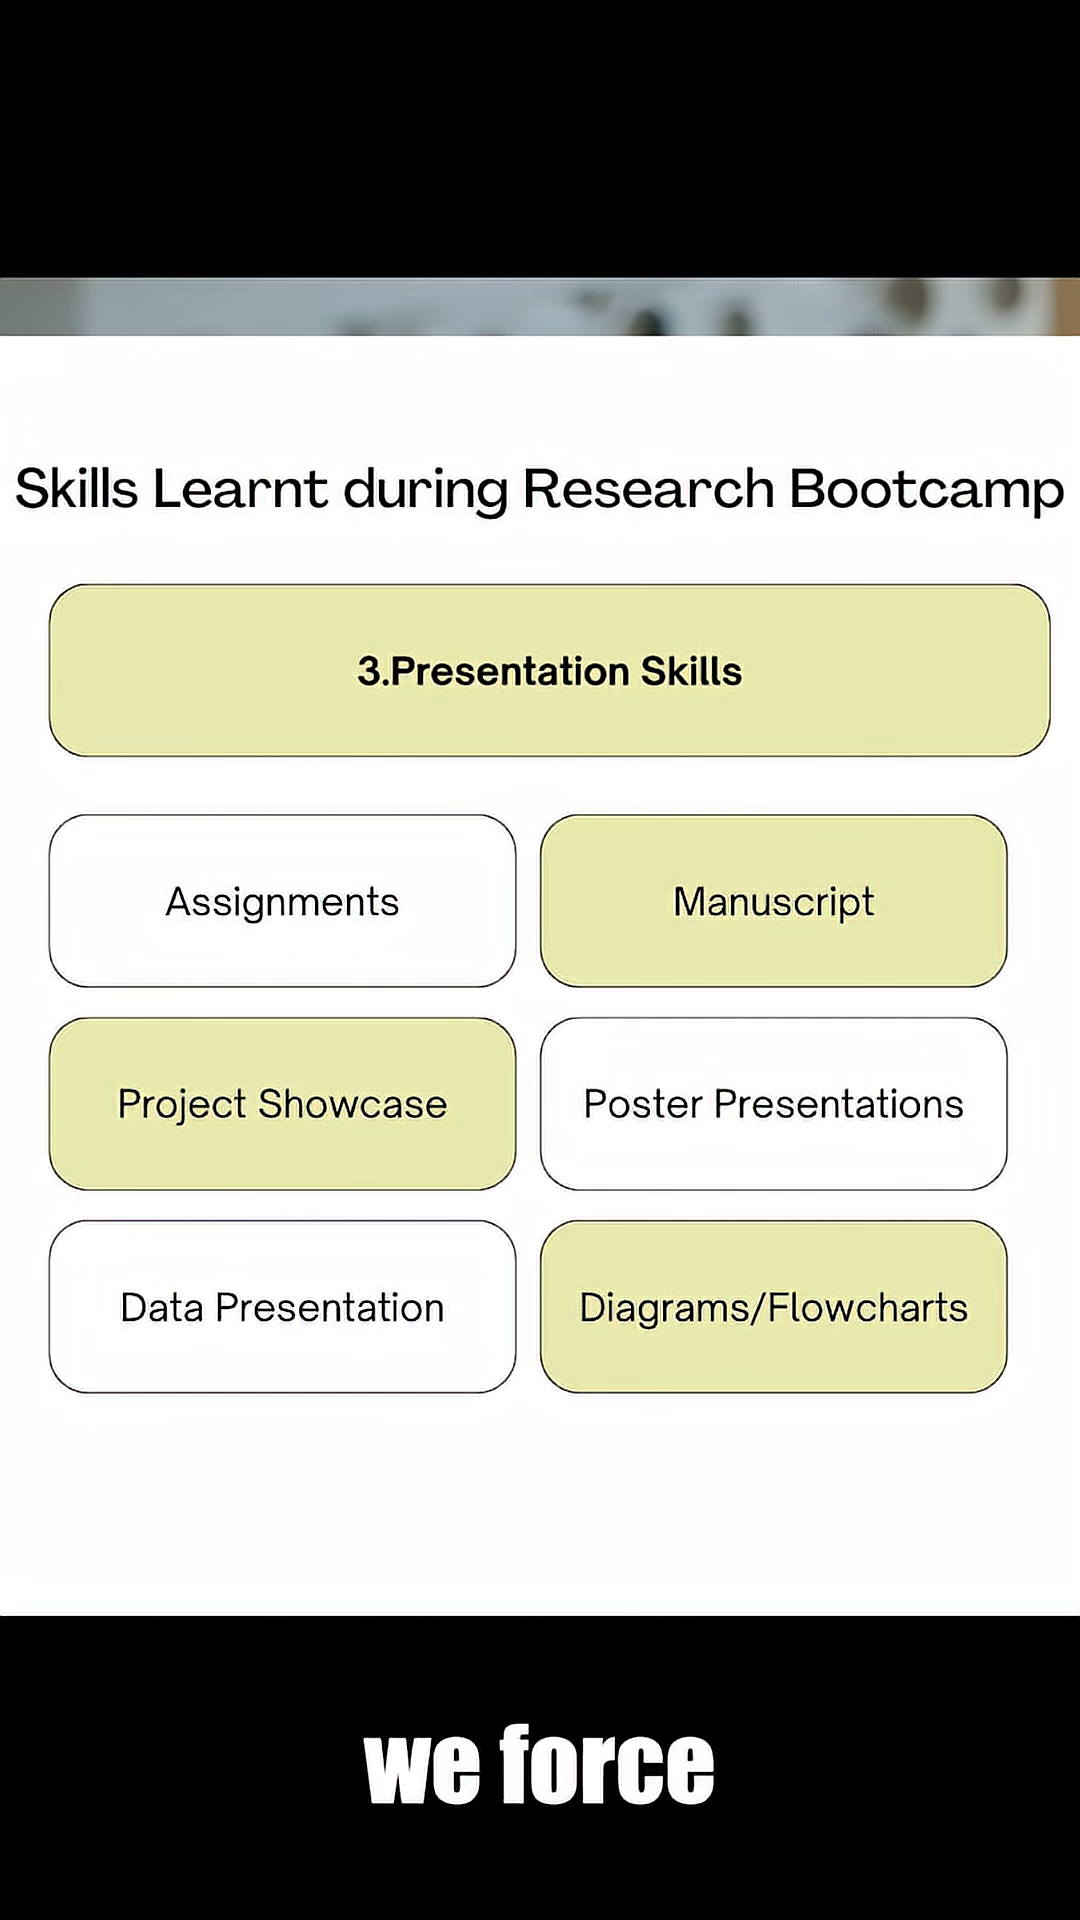 Skills Learnt during Research Bootcamp
3.Presentation Skills
Assignments
Manuscript
Project Showcase
Poster Presentations
Data Presentation
Diagrams/Flowcharts
we force